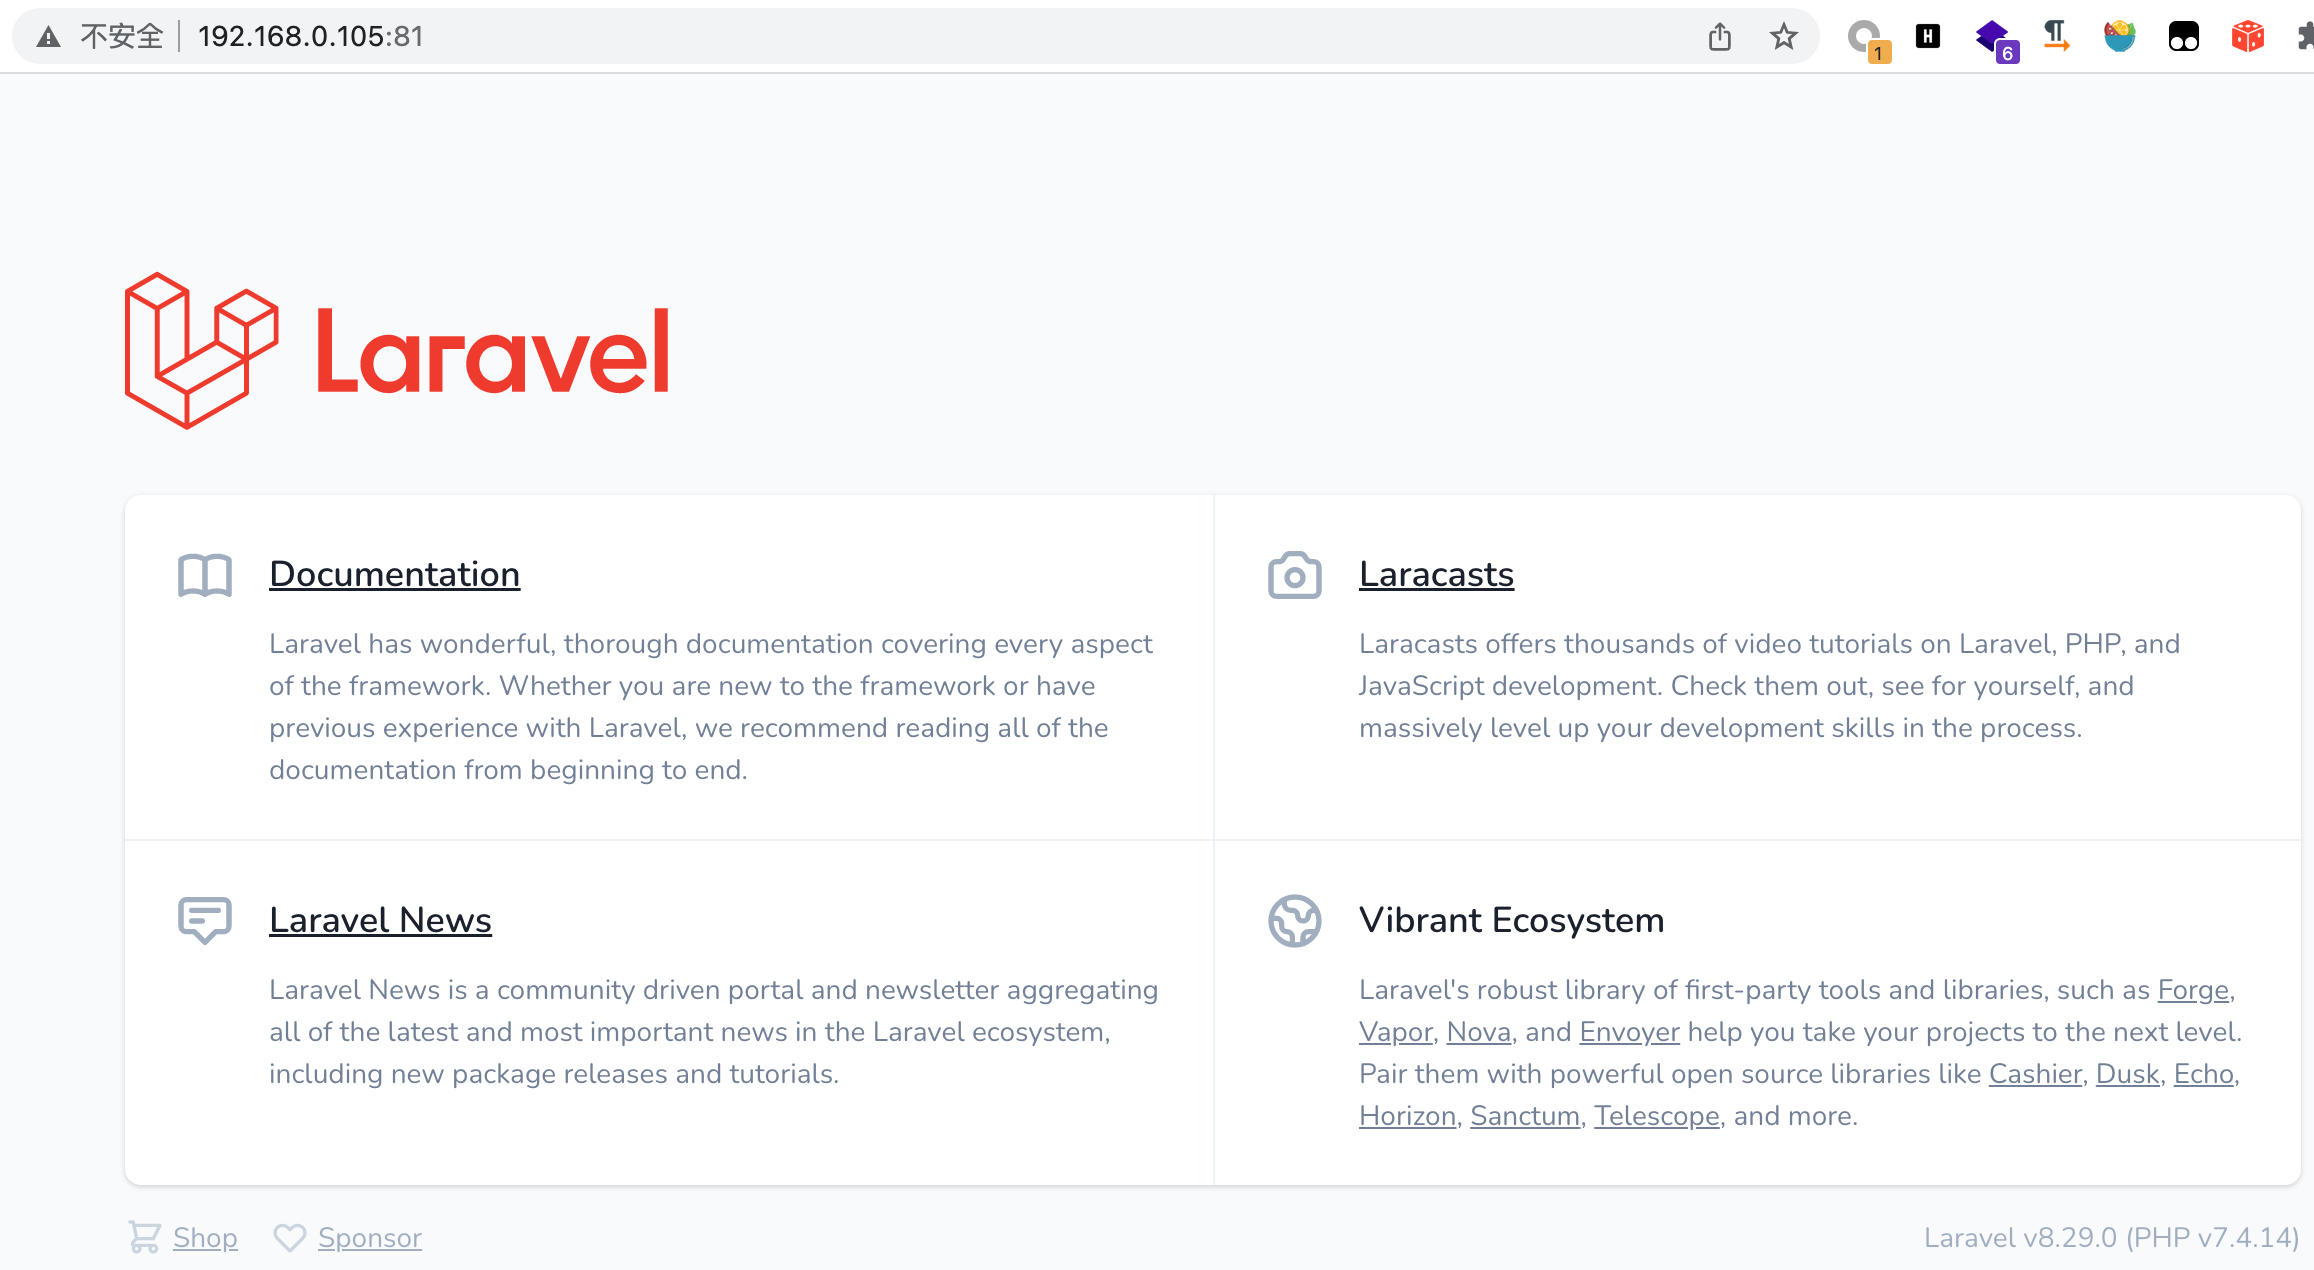 不安全 192.168.0.105:81
1
H
6
Laravel
Documentation
Laravel has wonderful, thorough documentation covering every aspect
of the framework. Whether you are new to the framework or have
previous experience with Laravel, we recommend reading all of the
documentation from beginning to end.
Laracasts
Laracasts offers thousands of video tutorials on Laravel, PHP, and
JavaScript development. Check them out, see for yourself, and
massively level up your development skills in the process.
Laravel News
Laravel News is a community driven portal and newsletter aggregating
all of the latest and most important news in the Laravel ecosystem,
including new package releases and tutorials.
Vibrant Ecosystem
Laravel's robust library of first-party tools and libraries, such as Forge,
Vapor, Nova, and Envoyer help you take your projects to the next level.
Pair them with powerful open source libraries like Cashier, Dusk, Echo,
Horizon, Sanctum, Telescope, and more.
Shop Sponsor
Laravel v8.29.0 (PHP v7.4.14)